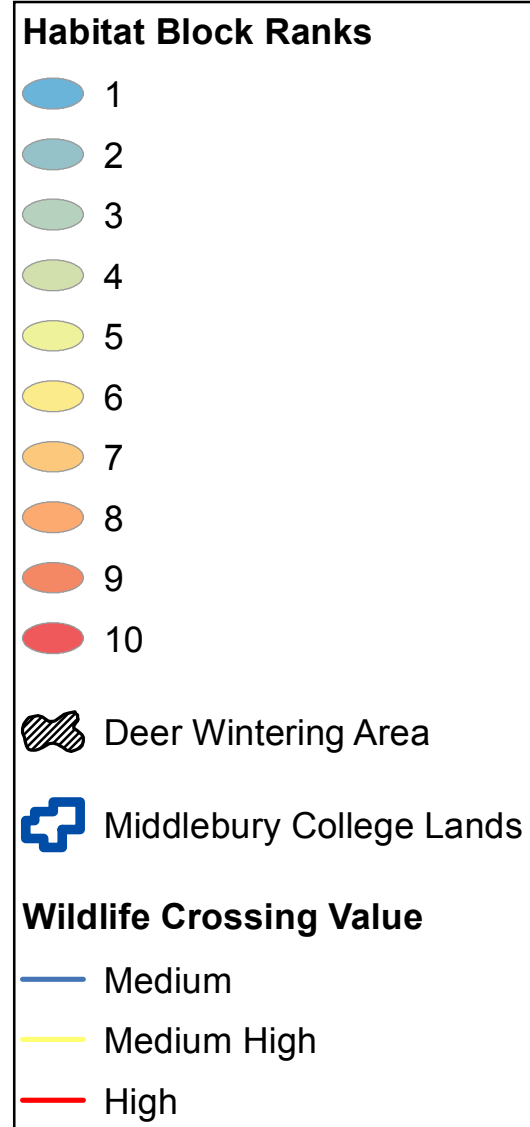 Habitat Block Ranks
1
2
3
4
5
6
7
8
9
10
Deer Wintering Area
Middlebury College Lands
Wildlife Crossing Value
Medium
Medium High
High